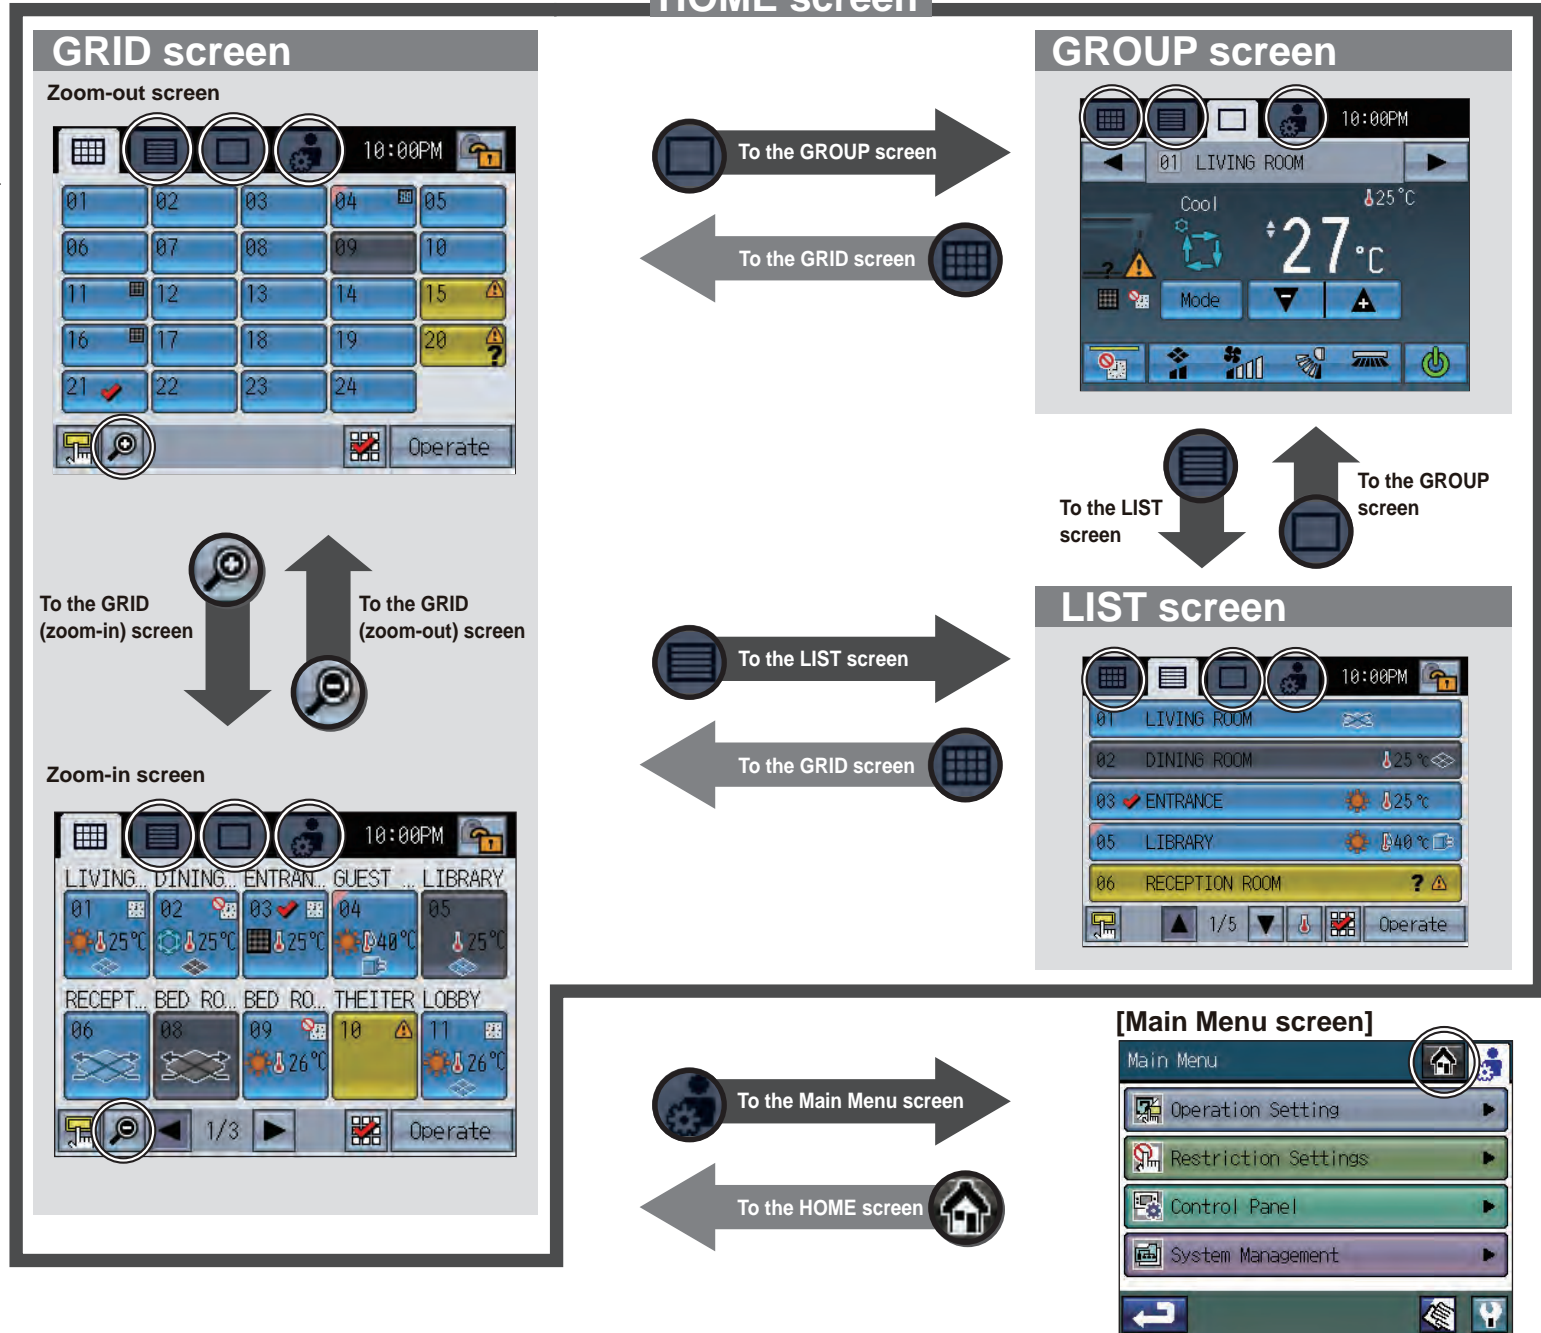 HOME screen
GRID screen
Zoom-out screen
10:00PM
01 02 03 04 05
06 07 08 09 10
11 12 13 14 15
16 17 18 19 20 ?
21 22 23 24
Operate
To the GRID
(zoom-in) screen
To the GRID
(zoom-out) screen
Zoom-in screen
10:00PM
LIVING... DINING... ENTRAN... GUEST ... LIBRARY
01 02 03 04 05
25℃ 25℃ 25℃ 40℃ 25℃
RECEPT... BED RO... BED RO... THEITER LOBBY
06 08 09 10 11
26℃ 26℃
1/3 Operate
To the GROUP screen
To the GRID screen
To the LIST screen
To the GRID screen
To the Main Menu screen
To the HOME screen
GROUP screen
10:00PM
01 LIVING ROOM
Cool 25℃
27℃
?
Mode
To the LIST
screen
To the GROUP
screen
LIST screen
10:00PM
01 LIVING ROOM
02 DINING ROOM 25℃
03 ENTRANCE 25℃
05 LIBRARY 40℃
06 RECEPTION ROOM ?
1/5 Operate
[Main Menu screen]
Main Menu
Operation Setting
Restriction Settings
Control Panel
System Management